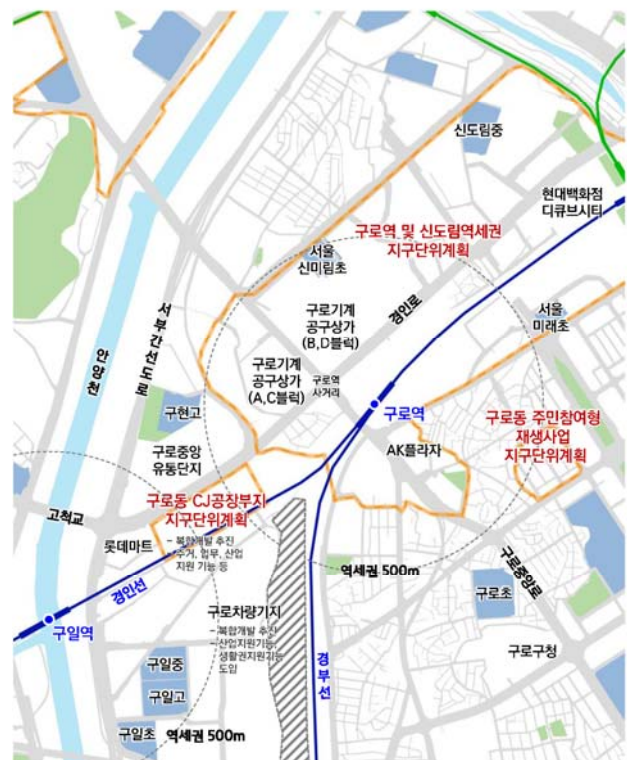 신도림중
현대백화점
디큐브시티
구로역 및 신도림역세권
지구단위계획
서울
신미림초
경인로
구로기계
공구상가
(B,D블럭)
서울
미래초
서부간선도로
안양천
구로기계
공구상가
(A,C블럭)
구로역
사거리
구현고
구로역
구로동 주민참여형
재생사업
지구단위계획
AK플라자
구로중앙
유통단지
구로동 CJ공장부지
지구단위계획
고척교
롯데마트
– 복합개발 추진
주거, 업무, 산업
지원 기능 등
역세권 500m
구로중앙로
경인선
구로차량기지
– 복합개발 추진
– 산업지원기능,
생활권지원기능
도입
구로초
구일역
구로구청
경부선
구일중
구일고
구일초
역세권 500m